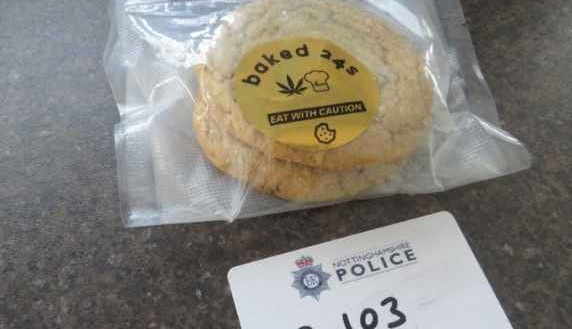 baked 24s
EAT WITH CAUTION
NOTTINGHAMSHIRE
POLICE
103